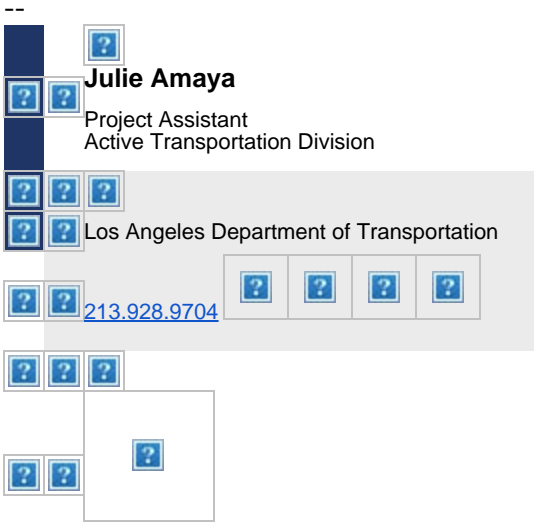 --
Julie Amaya
Project Assistant
Active Transportation Division
Los Angeles Department of Transportation
213.928.9704